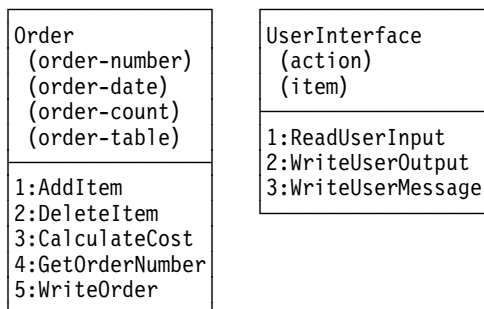 Order
(order-number)
(order-date)
(order-count)
(order-table)
1:AddItem
2:DeleteItem
3:CalculateCost
4:GetOrderNumber
5:WriteOrder
UserInterface
(action)
(item)
1:ReadUserInput
2:WriteUserOutput
3:WriteUserMessage